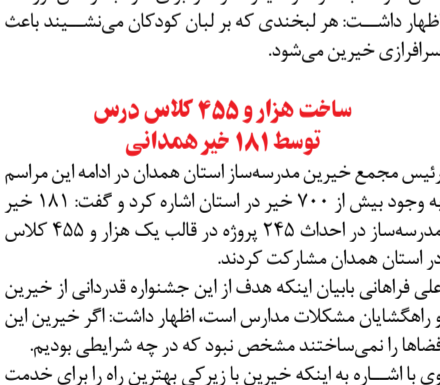 اظهار داشت: هر لبخندی که بر لبان کودکان می‌نشیند باعث
سرافرازی خیرین می‌شود.
ساخت هزار و ۴۵۵ کلاس درس
توسط ۱۸۱ خیر همدانی
رئیس مجمع خیرین مدرسه‌ساز استان همدان در ادامه این مراسم
به وجود بیش از ۷۰۰ خیر در استان اشاره کرد و گفت: ۱۸۱ خیر
مدرسه‌ساز در احداث ۲۴۵ پروژه در قالب یک هزار و ۴۵۵ کلاس
در استان همدان مشارکت کردند.
علی فراهانی بابیان اینکه هدف از این جشنواره قدردانی از خیرین
و راهگشایان مشکلات مدارس است، اظهار داشت: اگر خیرین این
فضاها را نمی‌ساختند مشخص نبود که در چه شرایطی بودیم.
وی با اشاره به اینکه خیرین با زیرکی بهترین راه را برای خدمت